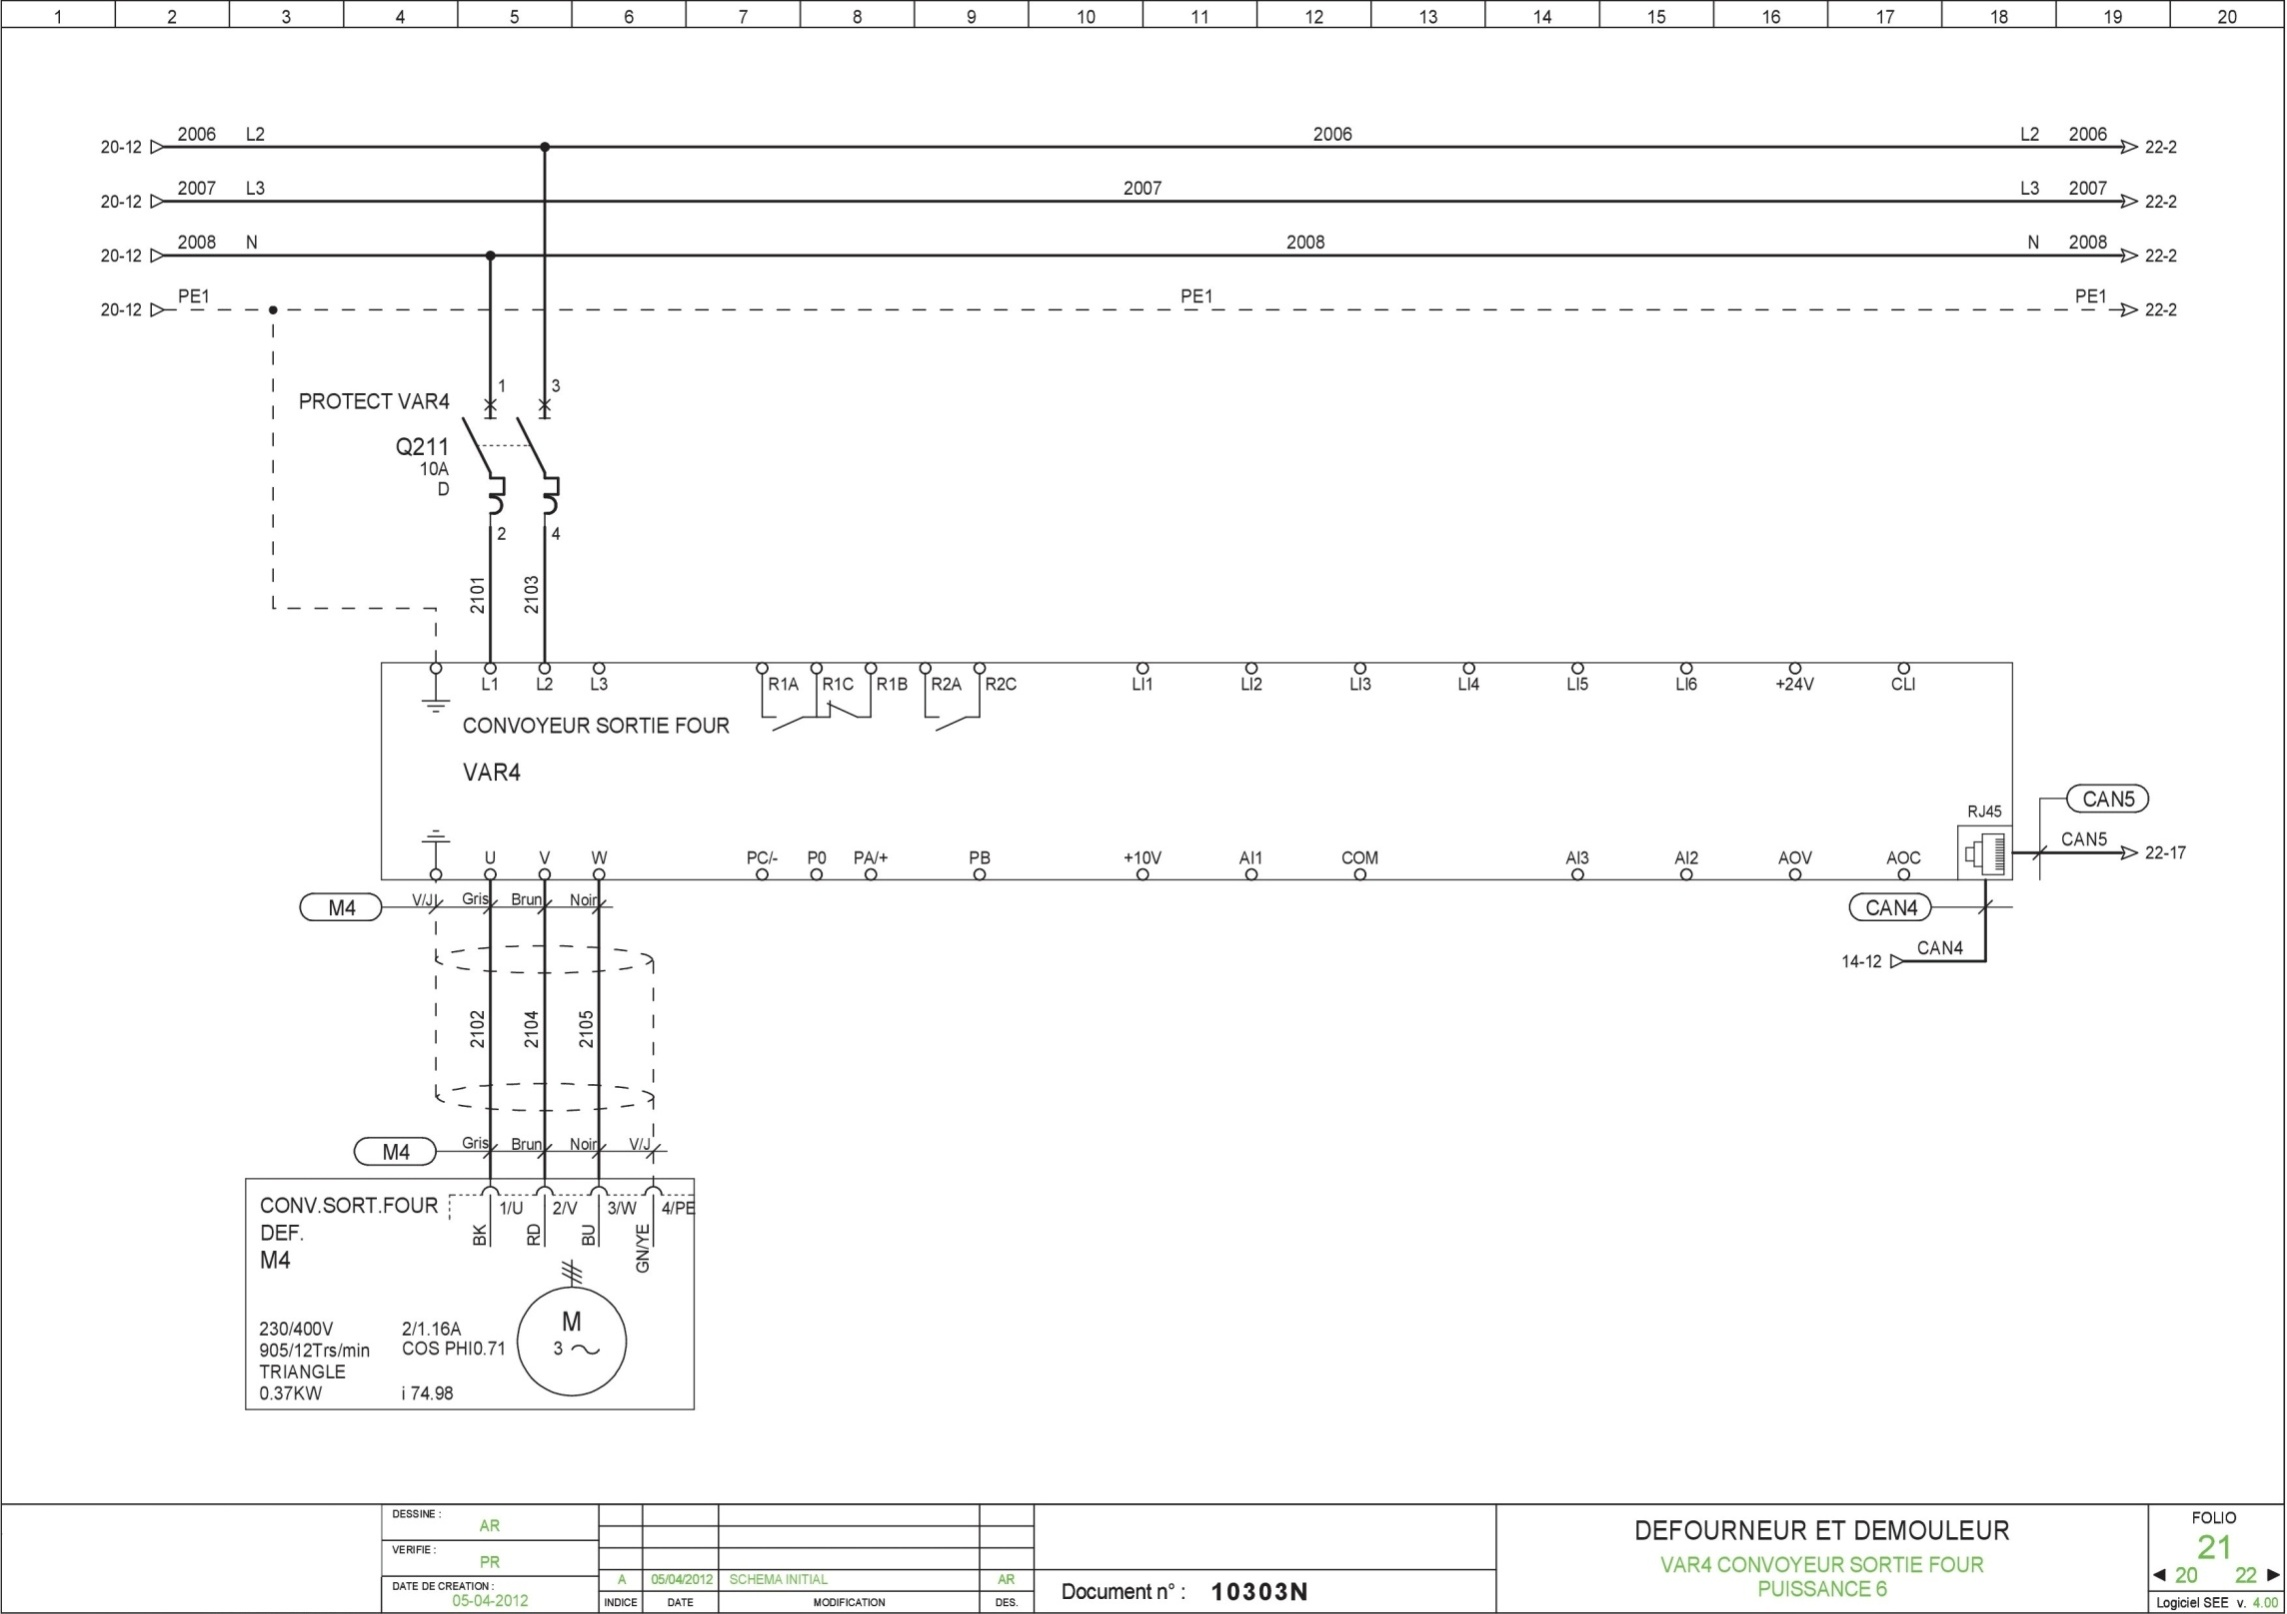 1 2 3 4 5 6 7 8 9 10 11 12 13 14 15 16 17 18 19 20
2006 L2 2006 L2 2006
20-12 22-2
2007 L3 2007 L3 2007
20-12 22-2
2008 N 2008 N 2008
20-12 22-2
PE1 PE1 PE1
20-12 22-2
1 3
PROTECT VAR4
Q211
10A
D
2 4
2101 2103
L1 L2 L3 R1A R1C R1B R2A R2C LI1 LI2 LI3 LI4 LI5 LI6 +24V CLI
CONVOYEUR SORTIE FOUR
VAR4
CAN5
RJ45
CAN5
22-17
U V W PC/- P0 PA/+ PB +10V AI1 COM AI3 AI2 AOV AOC
M4 V/J Gris Brun Noir CAN4
CAN4
14-12
2102 2104 2105
M4 Gris Brun Noir V/J
CONV.SORT.FOUR 1/U 2/V 3/W 4/PE
DEF. BK RD BU GN/YE
M4
M
3
230/400V 2/1.16A
905/12Trs/min COS PHI0.71
TRIANGLE
0.37KW i 74.98
DESSINE :
AR
VERIFIE :
PR
DATE DE CREATION :
05-04-2012
A 05/04/2012 SCHEMA INITIAL AR
INDICE DATE MODIFICATION DES.
Document n° : 10303N
DEFOURNEUR ET DEMOULEUR
VAR4 CONVOYEUR SORTIE FOUR
PUISSANCE 6
FOLIO
21
20 22
Logiciel SEE v. 4.00